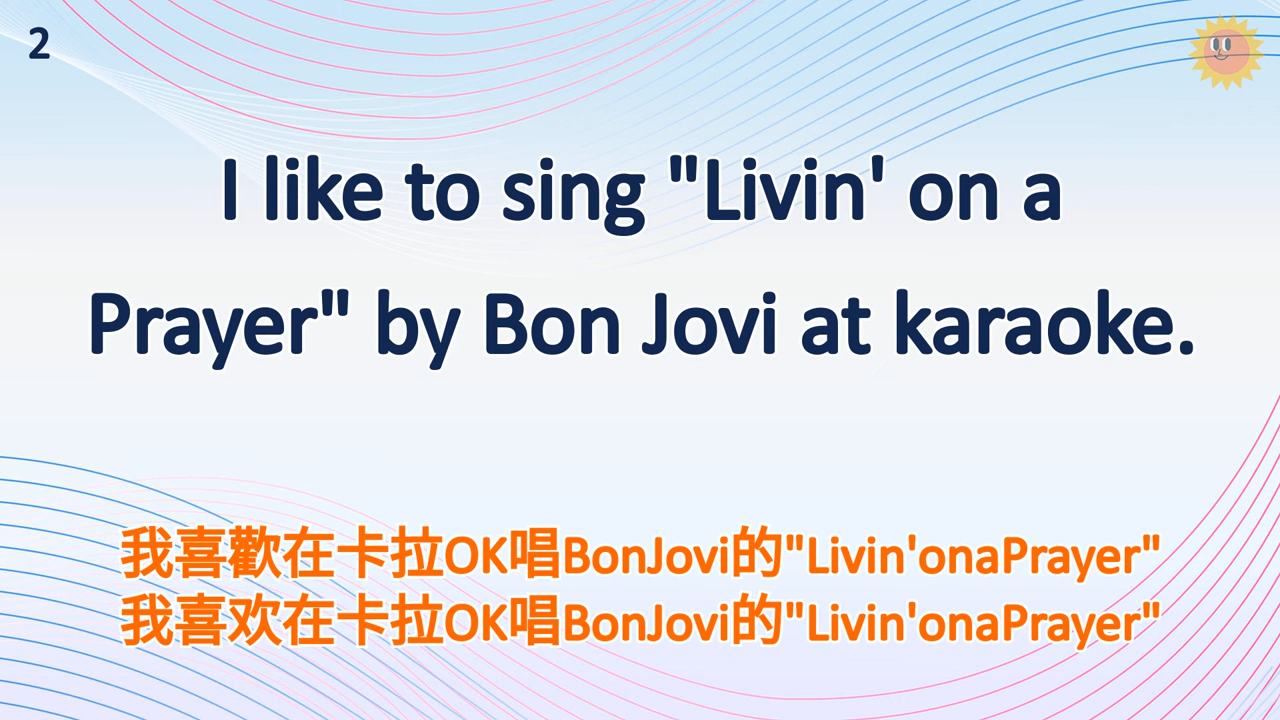 2
I like to sing "Livin' on a
Prayer" by Bon Jovi at karaoke.
我喜歡在卡拉OK唱BonJovi的"Livin'onaPrayer"
我喜欢在卡拉OK唱BonJovi的"Livin'onaPrayer"